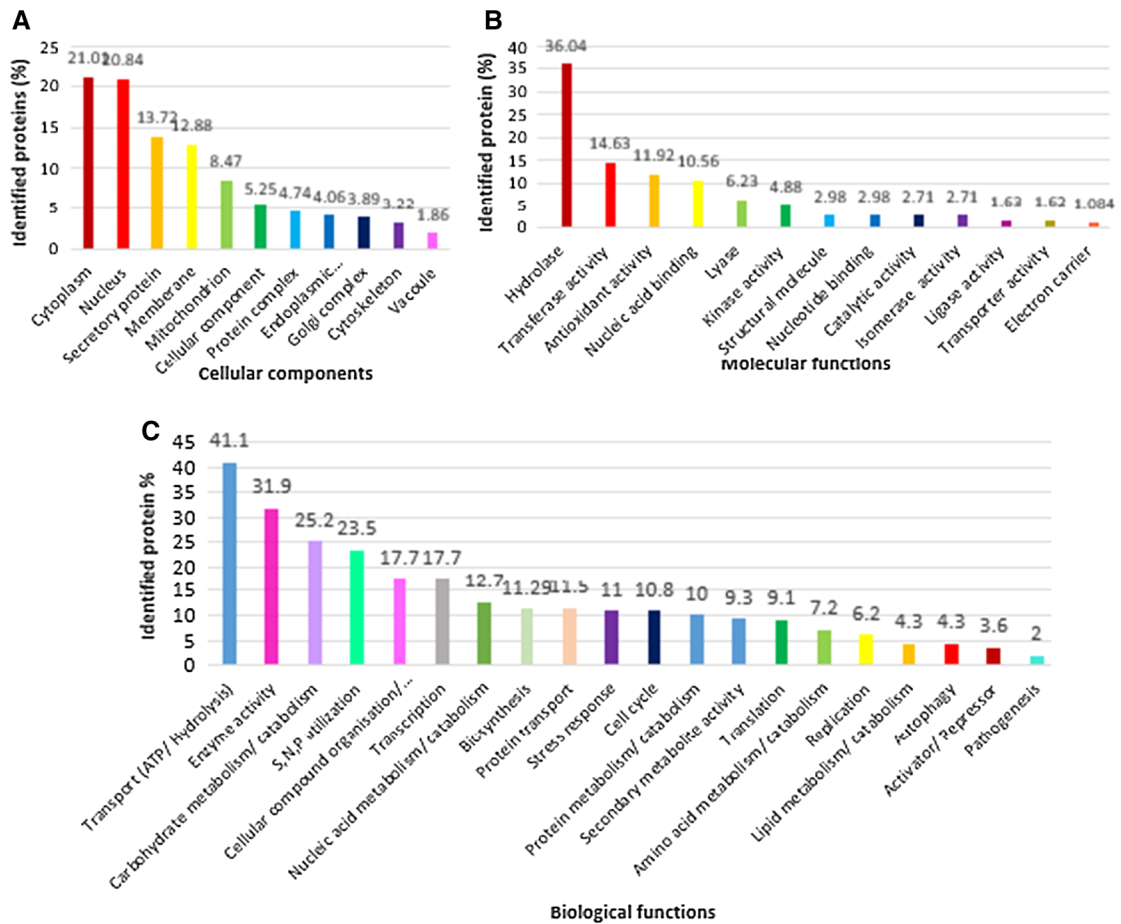 A
Identified proteins (%)
25
20
15
10
5
0
21.01
20.84
13.72
12.88
8.47
5.25
4.74
4.06
3.89
3.22
1.86
Cytoplasm
Nucleus
Secretory protein
Memberane
Mitochondrion
Cellular component
Protein complex
Endoplasmic...
Golgi complex
Cytoskeleton
Vacoule
Cellular components
B
Identified protein (%)
40
35
30
25
20
15
10
5
0
36.04
14.63
11.92
10.56
6.23
4.88
2.98
2.98
2.71
2.71
1.63
1.62
1.084
Hydrolase
Transferase activity
Antioxidant activity
Nucleic acid binding
Lyase
Kinase activity
Structural molecule
Nucleotide binding
Catalytic activity
Isomerase activity
Ligase activity
Transporter activity
Electron carrier
Molecular functions
C
Identified protein %
45
40
35
30
25
20
15
10
5
0
41.1
31.9
25.2
23.5
17.7
17.7
12.7
11.29
11.5
11
10.8
10
9.3
9.1
7.2
6.2
4.3
4.3
3.6
2
Transport (ATP/ Hydrolysis)
Enzyme activity
Carbohydrate metabolism/ catabolism
S,N,P utilization
Cellular compound organisation/...
Transcription
Nucleic acid metabolism/ catabolism
Biosynthesis
Protein transport
Stress response
Cell cycle
Protein metabolism/ catabolism
Secondary metabolite activity
Translation
Amino acid metabolism/ catabolism
Replication
Lipid metabolism/ catabolism
Autophagy
Activator/ Repressor
Pathogenesis
Biological functions